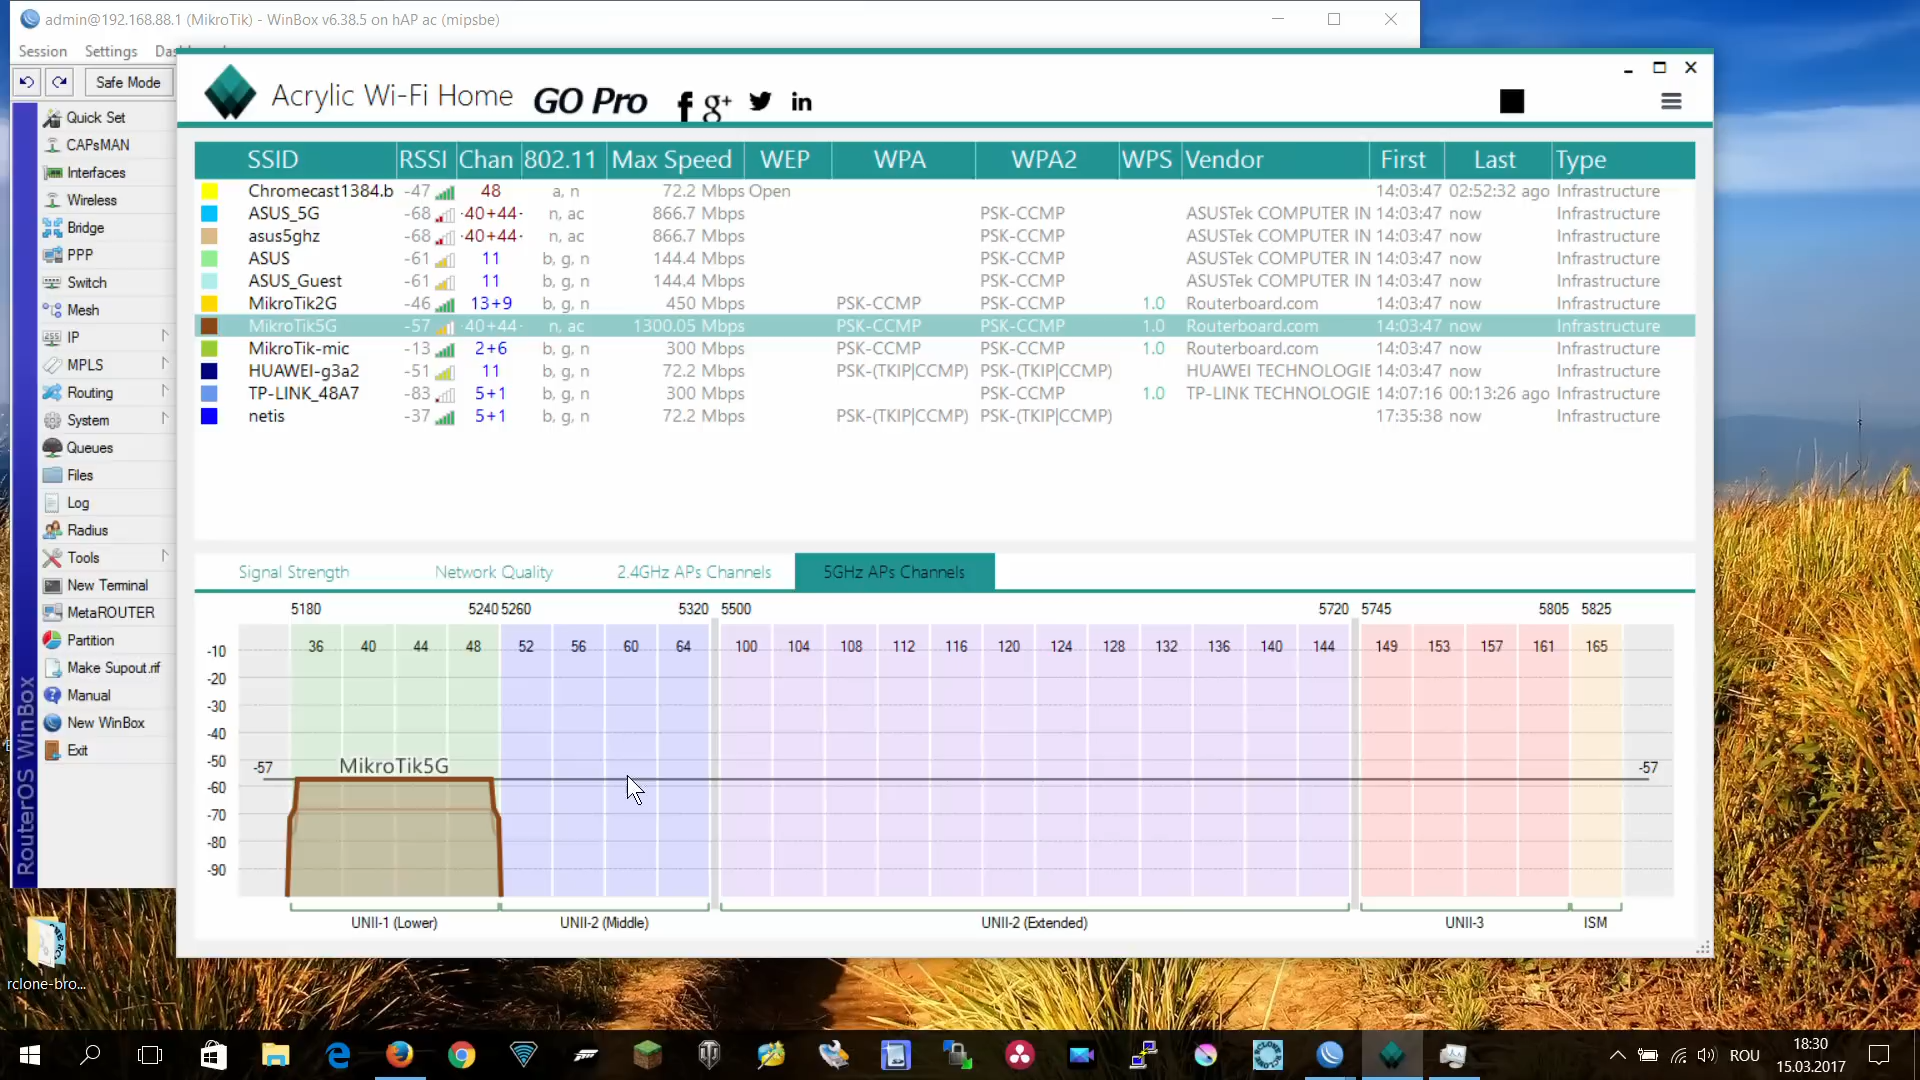 admin@192.168.88.1 (MikroTik) - WinBox v6.38.5 on hAP ac (mipsbe)
Session Settings
Safe Mode
Quick Set
CAPsMAN
Interfaces
Wireless
Bridge
PPP
Switch
Mesh
IP
MPLS
Routing
System
Queues
Files
Log
Radius
Tools
New Terminal
MetaROUTER
Partition
Make Supout.rif
Manual
New WinBox
Exit
RouterOS WinBox
Acrylic Wi-Fi Home GO Pro
SSID RSSI Chan 802.11 Max Speed WEP WPA WPA2 WPS Vendor First Last Type
Chromecast1384.b -47 48 a, n 72.2 Mbps Open 14:03:47 02:52:32 ago Infrastructure
ASUS_5G -68 40+44 n, ac 866.7 Mbps PSK-CCMP ASUSTek COMPUTER IN 14:03:47 now Infrastructure
asus5ghz -68 40+44 n, ac 866.7 Mbps PSK-CCMP ASUSTek COMPUTER IN 14:03:47 now Infrastructure
ASUS -61 11 b, g, n 144.4 Mbps PSK-CCMP ASUSTek COMPUTER IN 14:03:47 now Infrastructure
ASUS_Guest -61 11 b, g, n 144.4 Mbps PSK-CCMP ASUSTek COMPUTER IN 14:03:47 now Infrastructure
MikroTik2G -46 13+9 b, g, n 450 Mbps PSK-CCMP PSK-CCMP 1.0 Routerboard.com 14:03:47 now Infrastructure
MikroTik5G -57 40+44 n, ac 1300.05 Mbps PSK-CCMP PSK-CCMP 1.0 Routerboard.com 14:03:47 now Infrastructure
MikroTik-mic -13 2+6 b, g, n 300 Mbps PSK-CCMP PSK-CCMP 1.0 Routerboard.com 14:03:47 now Infrastructure
HUAWEI-g3a2 -51 11 b, g, n 72.2 Mbps PSK-(TKIP|CCMP) PSK-(TKIP|CCMP) HUAWEI TECHNOLOGIE 14:03:47 now Infrastructure
TP-LINK_48A7 -83 5+1 b, g, n 300 Mbps PSK-CCMP 1.0 TP-LINK TECHNOLOGIE 14:07:16 00:13:26 ago Infrastructure
netis -37 5+1 b, g, n 72.2 Mbps PSK-(TKIP|CCMP) PSK-(TKIP|CCMP) 17:35:38 now Infrastructure
Signal Strength Network Quality 2.4GHz APs Channels 5GHz APs Channels
5180 5240 5260 5320 5500 5720 5745 5805 5825
36 40 44 48 52 56 60 64 100 104 108 112 116 120 124 128 132 136 140 144 149 153 157 161 165
-10
-20
-30
-40
-50
-57 MikroTik5G -57
-60
-70
-80
-90
UNII-1 (Lower) UNII-2 (Middle) UNII-2 (Extended) UNII-3 ISM
rclone-bro...
ROU
18:30
15.03.2017